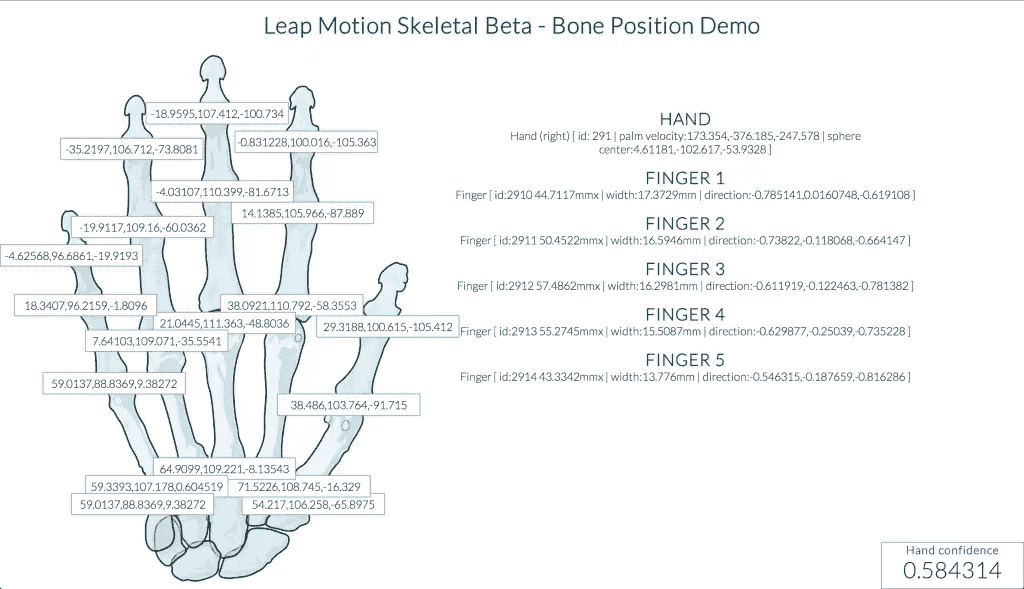 Leap Motion Skeletal Beta - Bone Position Demo
-18.9595,107.412,-100.734
-35.2197,106.712,-73.8081
-0.831228,100.016,-105.363
-4.03107,110.399,-81.6713
14.1385,105.966,-87.889
-19.9117,109.16,-60.0362
-4.62568,96.6861,-19.9193
18.3407,96.2159,-1.8096
38.0921,110.792,-58.3553
21.0445,111.363,-48.8036
29.3188,100.615,-105.412
7.64103,109.071,-35.5541
59.0137,88.8369,9.38272
38.486,103.764,-91.715
64.9099,109.221,-8.13543
59.3393,107.178,0.604519
71.5226,108.745,-16.329
59.0137,88.8369,9.38272
54.217,106.258,-65.8975
HAND
Hand (right) [ id: 291 | palm velocity:173.354,-376.185,-247.578 | sphere
center:4.61181,-102.617,-53.9328 ]
FINGER 1
Finger [ id:2910 44.7117mmx | width:17.3729mm | direction:-0.785141,0.0160748,-0.619108 ]
FINGER 2
Finger [ id:2911 50.4522mmx | width:16.5946mm | direction:-0.73822,-0.118068,-0.664147 ]
FINGER 3
Finger [ id:2912 57.4862mmx | width:16.2981mm | direction:-0.611919,-0.122463,-0.781382 ]
FINGER 4
Finger [ id:2913 55.2745mmx | width:15.5087mm | direction:-0.629877,-0.25039,-0.735228 ]
FINGER 5
Finger [ id:2914 43.3342mmx | width:13.776mm | direction:-0.546315,-0.187659,-0.816286 ]
Hand confidence
0.584314